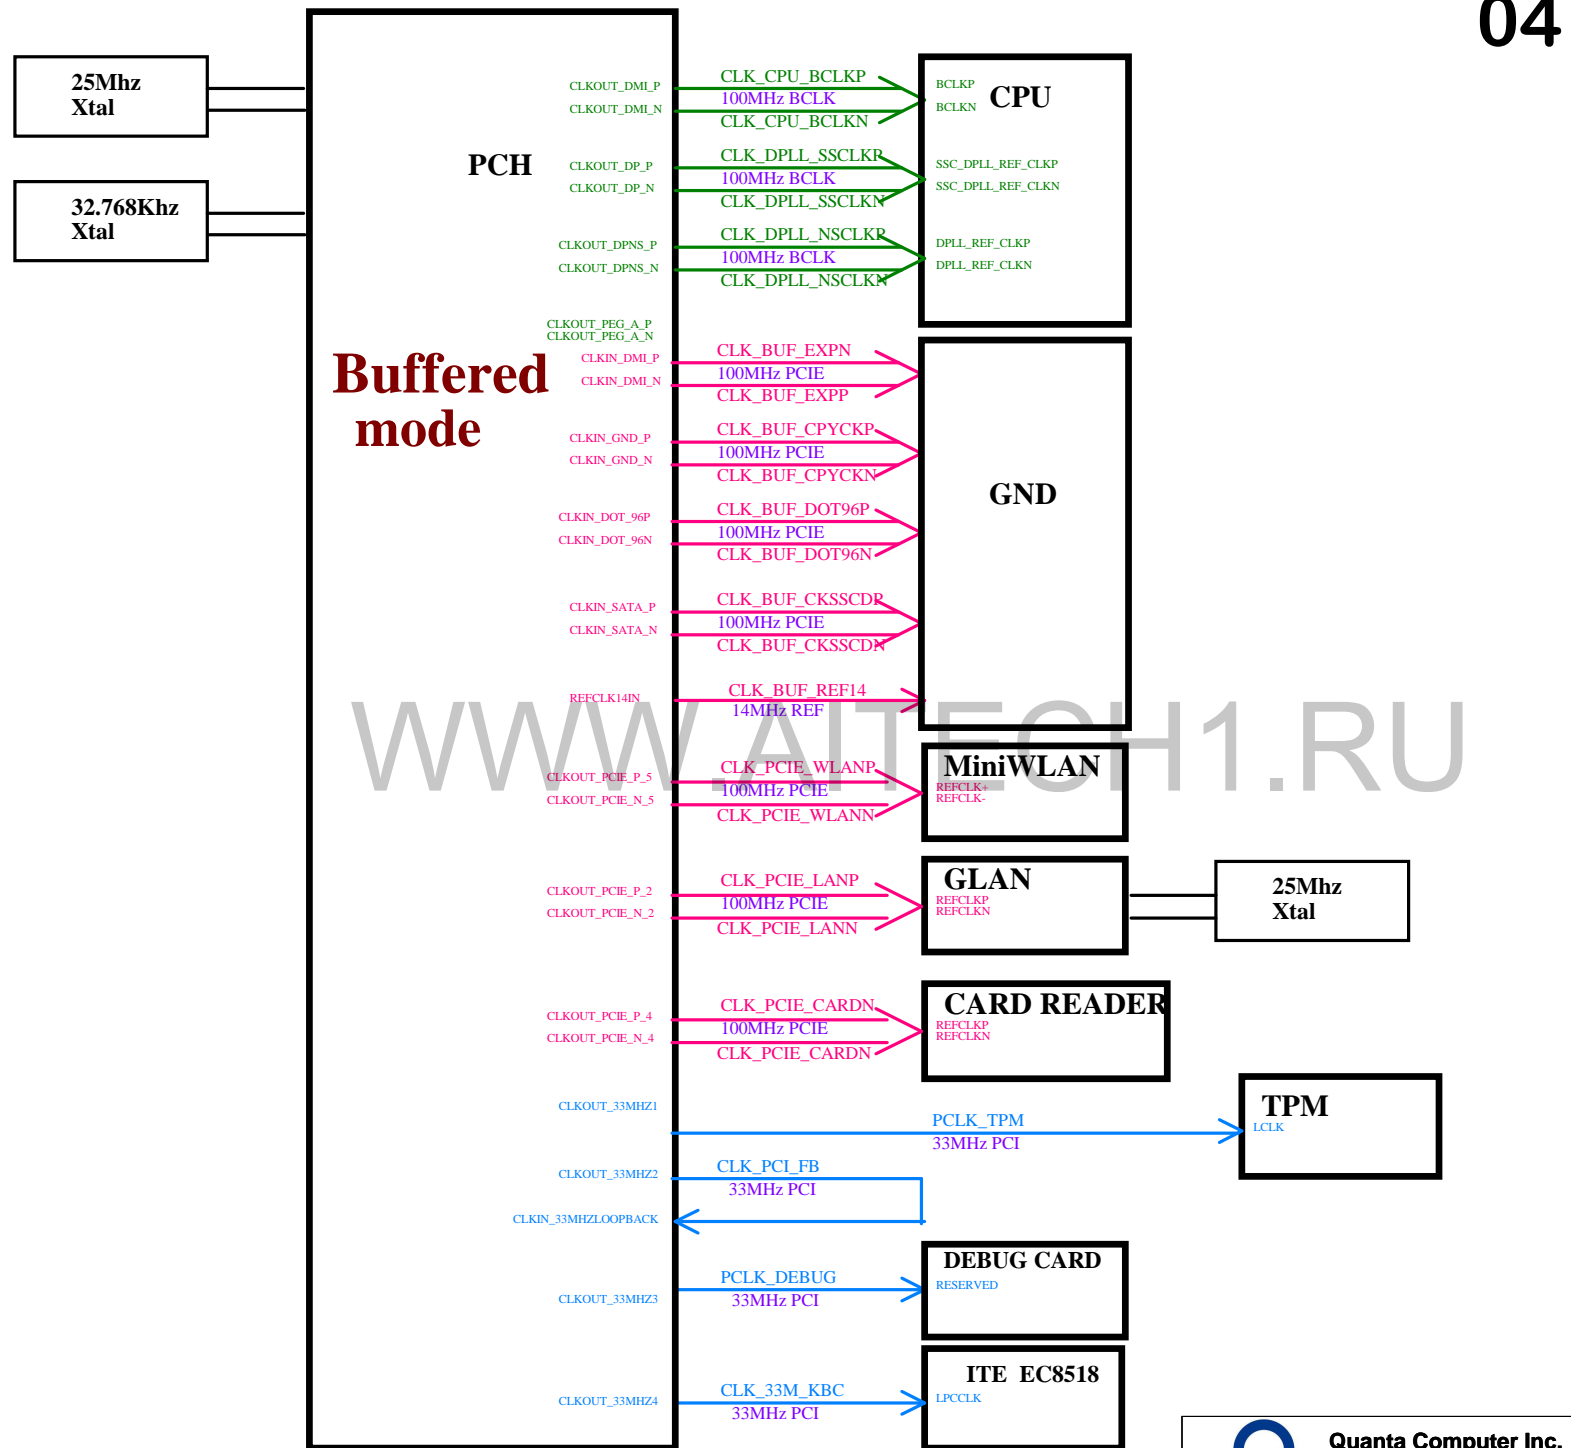 04
25Mhz
Xtal
32.768Khz
Xtal
PCH
Buffered
mode
CLKOUT_DMI_P
CLKOUT_DMI_N
CLKOUT_DP_P
CLKOUT_DP_N
CLKOUT_DPNS_P
CLKOUT_DPNS_N
CLKOUT_PEG_A_P
CLKOUT_PEG_A_N
CLKIN_DMI_P
CLKIN_DMI_N
CLKIN_GND_P
CLKIN_GND_N
CLKIN_DOT_96P
CLKIN_DOT_96N
CLKIN_SATA_P
CLKIN_SATA_N
REFCLK14IN
CLKOUT_PCIE_P_5
CLKOUT_PCIE_N_5
CLKOUT_PCIE_P_2
CLKOUT_PCIE_N_2
CLKOUT_PCIE_P_4
CLKOUT_PCIE_N_4
CLKOUT_33MHZ1
CLKOUT_33MHZ2
CLKIN_33MHZLOOPBACK
CLKOUT_33MHZ3
CLKOUT_33MHZ4
CLK_CPU_BCLKP
100MHz BCLK
CLK_CPU_BCLKN
CLK_DPLL_SSCLKP
100MHz BCLK
CLK_DPLL_SSCLKN
CLK_DPLL_NSCLKP
100MHz BCLK
CLK_DPLL_NSCLKN
CLK_BUF_EXPN
100MHz PCIE
CLK_BUF_EXPP
CLK_BUF_CPYCKP
100MHz PCIE
CLK_BUF_CPYCKN
CLK_BUF_DOT96P
100MHz PCIE
CLK_BUF_DOT96N
CLK_BUF_CKSSCDP
100MHz PCIE
CLK_BUF_CKSSCDN
CLK_BUF_REF14
14MHz REF
CLK_PCIE_WLANP
100MHz PCIE
CLK_PCIE_WLANN
CLK_PCIE_LANP
100MHz PCIE
CLK_PCIE_LANN
CLK_PCIE_CARDN
100MHz PCIE
CLK_PCIE_CARDN
PCLK_TPM
33MHz PCI
CLK_PCI_FB
33MHz PCI
PCLK_DEBUG
33MHz PCI
CLK_33M_KBC
33MHz PCI
CPU
BCLKP
BCLKN
SSC_DPLL_REF_CLKP
SSC_DPLL_REF_CLKN
DPLL_REF_CLKP
DPLL_REF_CLKN
GND
MiniWLAN
REFCLK+
REFCLK-
GLAN
REFCLKP
REFCLKN
25Mhz
Xtal
CARD READER
REFCLKP
REFCLKN
TPM
LCLK
DEBUG CARD
RESERVED
ITE EC8518
LPCCLK
WWW.AITECH1.RU
Quanta Computer Inc.